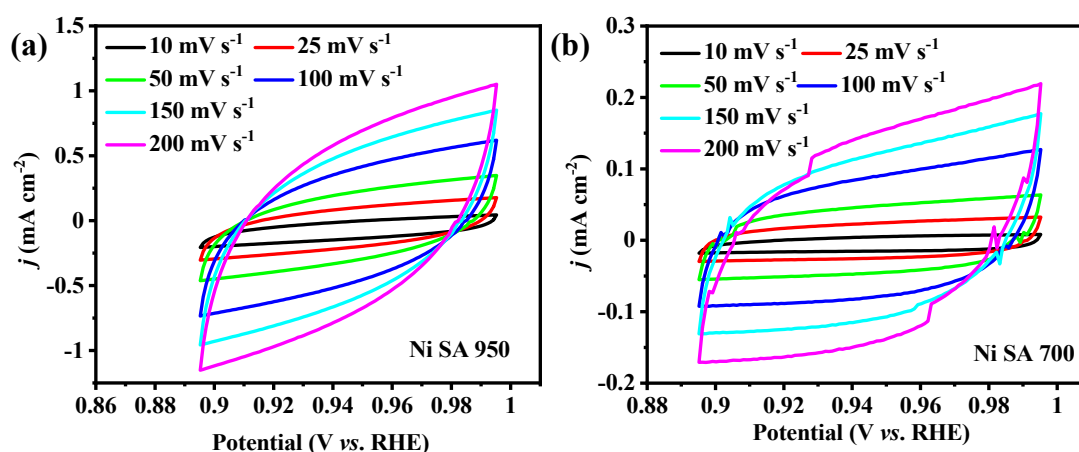 (a)
1.5
1
0.5
0
-0.5
-1
j (mA cm-2)
10 mV s-1 25 mV s-1
50 mV s-1 100 mV s-1
150 mV s-1
200 mV s-1
Ni SA 950
0.86 0.88 0.9 0.92 0.94 0.96 0.98 1
Potential (V vs. RHE)
(b)
0.3
0.2
0.1
0
-0.1
-0.2
j (mA cm-2)
10 mV s-1 25 mV s-1
50 mV s-1 100 mV s-1
150 mV s-1
200 mV s-1
Ni SA 700
0.88 0.9 0.92 0.94 0.96 0.98 1
Potential (V vs. RHE)